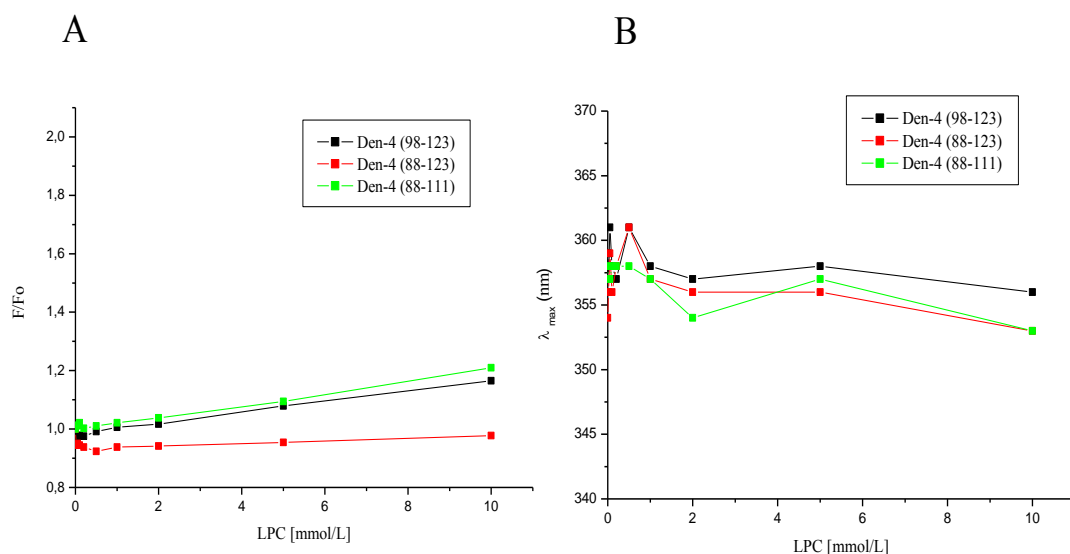 A
Den-4 (98-123)
Den-4 (88-123)
Den-4 (88-111)
2,0
1,8
1,6
1,4
1,2
1,0
0,8
F/Fo
0 2 4 6 8 10
LPC [mmol/L]
B
Den-4 (98-123)
Den-4 (88-123)
Den-4 (88-111)
370
365
360
355
350
345
340
λ max (nm)
0 2 4 6 8 10
LPC [mmol/L]